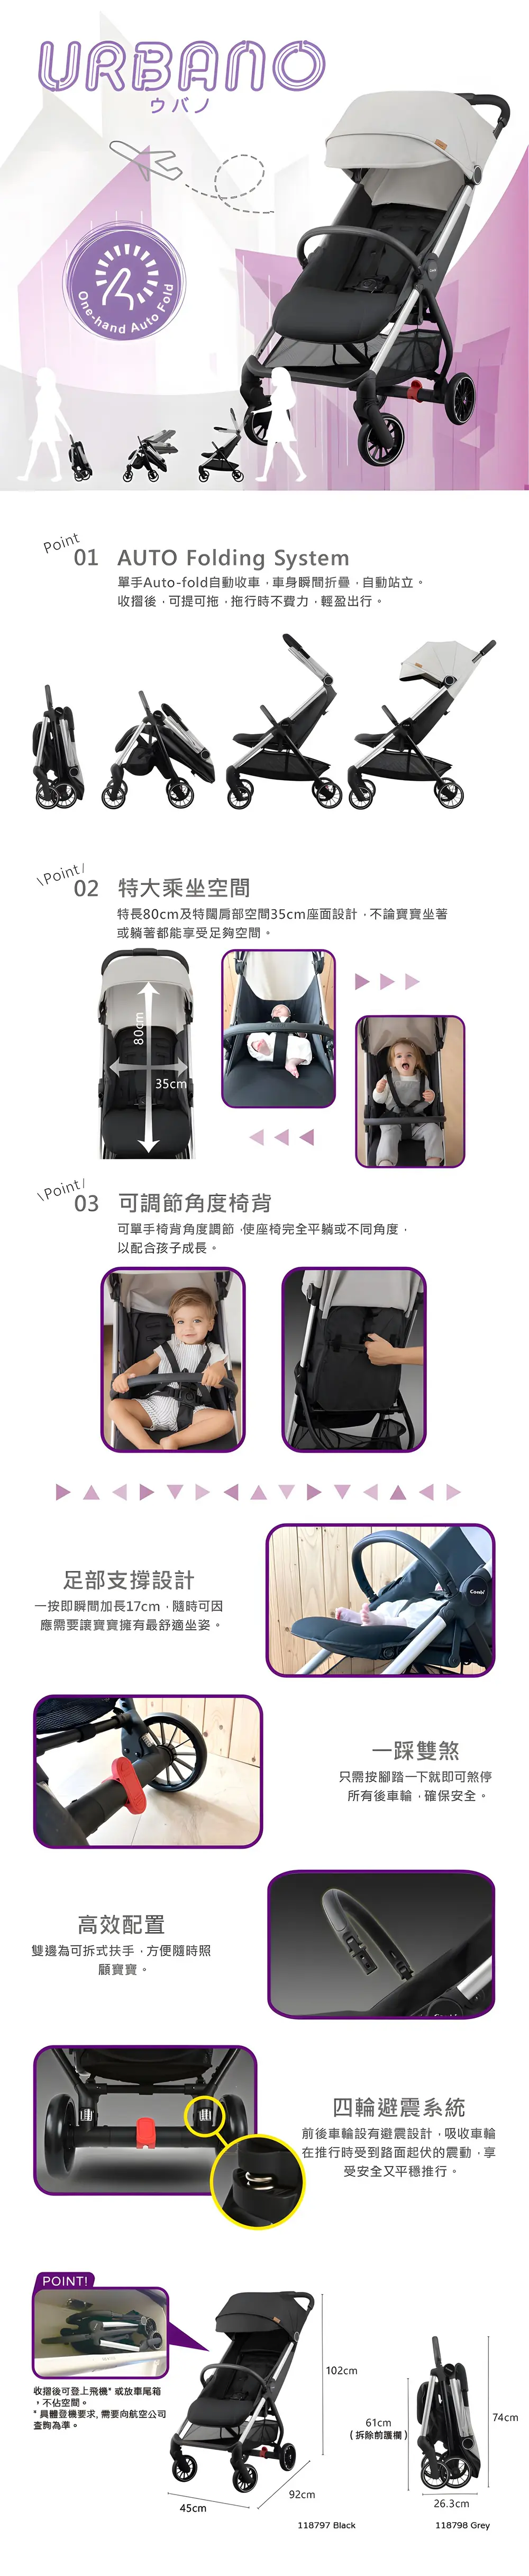 URBANO
ウバノ
One-hand Auto Fold
Point
01 AUTO Folding System
單手Auto-fold自動收車，車身瞬間折疊，自動站立。
收摺後，可提可拖，拖行時不費力，輕盈出行。
\Point/
02 特大乘坐空間
特長80cm及特闊肩部空間35cm座面設計，不論寶寶坐著
或躺著都能享受足夠空間。
80cm
35cm
\Point/
03 可調節角度椅背
可單手椅背角度調節，使座椅完全平躺或不同角度，
以配合孩子成長。
足部支撐設計
一按即瞬間加長17cm，隨時可因
應需要讓寶寶擁有最舒適坐姿。
Combi
一踩雙煞
只需按腳踏一下就即可煞停
所有後車輪，確保安全。
高效配置
雙邊為可拆式扶手，方便隨時照
顧寶寶。
四輪避震系統
前後車輪設有避震設計，吸收車輪
在推行時受到路面起伏的震動，享
受安全又平穩推行。
POINT!
收摺後可登上飛機* 或放車尾箱
，不佔空間。
* 具體登機要求, 需要向航空公司
查詢為準。
102cm
92cm
45cm
61cm
( 拆除前護欄 )
74cm
26.3cm
118797 Black
118798 Grey